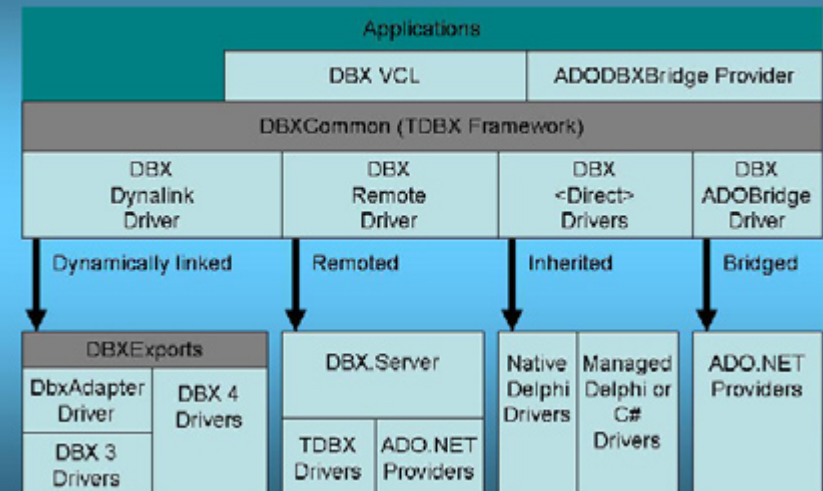 Applications
DBX VCL
ADODBXBridge Provider
DBXCommon (TDBX Framework)
DBX
Dynalink
Driver
DBX
Remote
Driver
DBX
<Direct>
Drivers
DBX
ADOBridge
Driver
Dynamically linked
Remoted
Inherited
Bridged
DBXExports
DbxAdapter
Driver
DBX 3
Drivers
DBX 4
Drivers
DBX.Server
TDBX
Drivers
ADO.NET
Providers
Native
Delphi
Drivers
Managed
Delphi or
C#
Drivers
ADO.NET
Providers